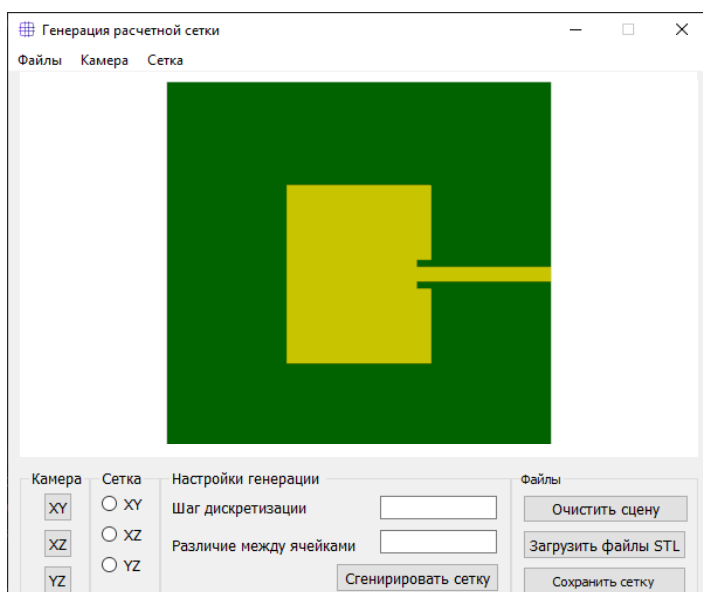 Генерация расчетной сетки
Файлы Камера Сетка
Камера Сетка Настройки генерации Файлы
XY XY Шаг дискретизации Очистить сцену
XZ XZ Различие между ячейками Загрузить файлы STL
YZ YZ Сгенирировать сетку Сохранить сетку